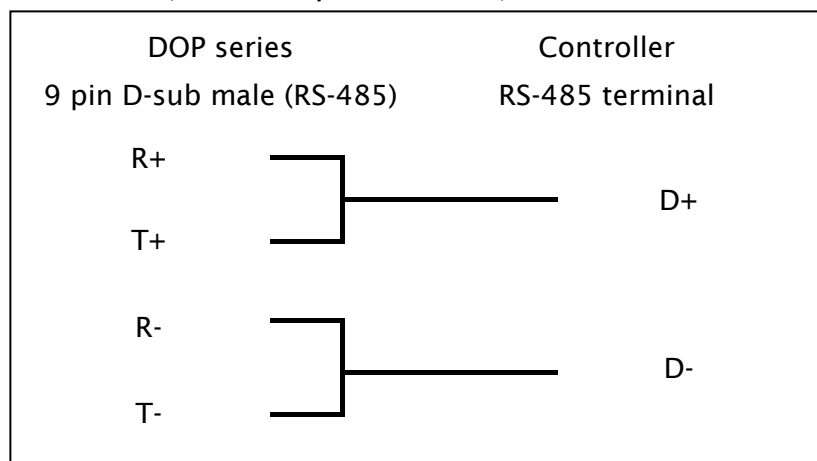 DOP series Controller
9 pin D-sub male (RS-485) RS-485 terminal
R+
D+
T+
R-
D-
T-